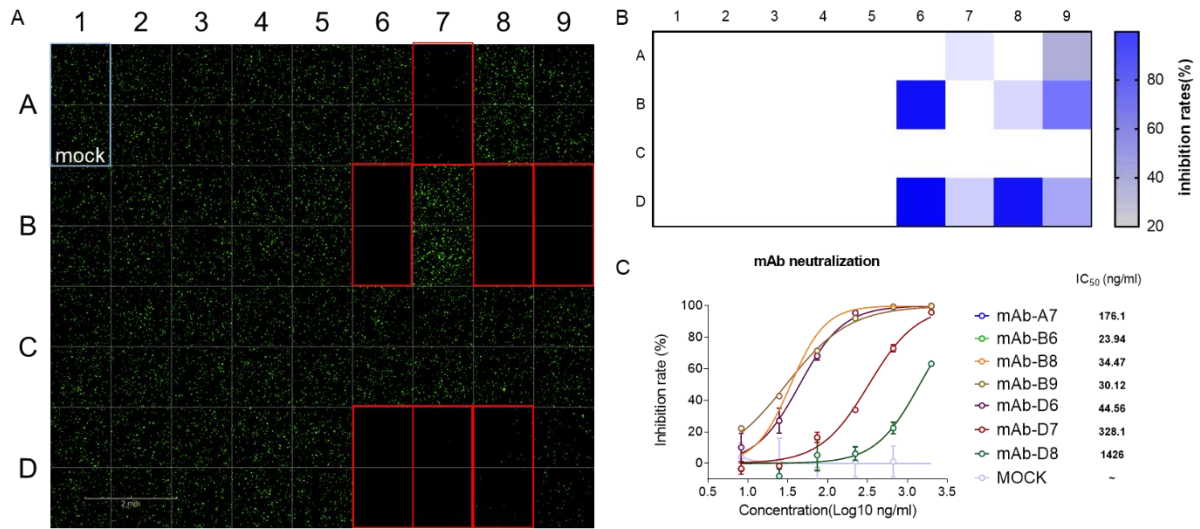 A
1 2 3 4 5 6 7 8 9
A
mock
B
C
D
2 mm
B
1 2 3 4 5 6 7 8 9
A
B
C
D
80
60
40
20
inhibition rates(%)
C
mAb neutralization
IC50 (ng/ml)
100
80
60
40
20
0
Inhibition rate (%)
0.5 1.0 1.5 2.0 2.5 3.0 3.5
Concentration(Log10 ng/ml)
mAb-A7 176.1
mAb-B6 23.94
mAb-B8 34.47
mAb-B9 30.12
mAb-D6 44.56
mAb-D7 328.1
mAb-D8 1426
MOCK ~